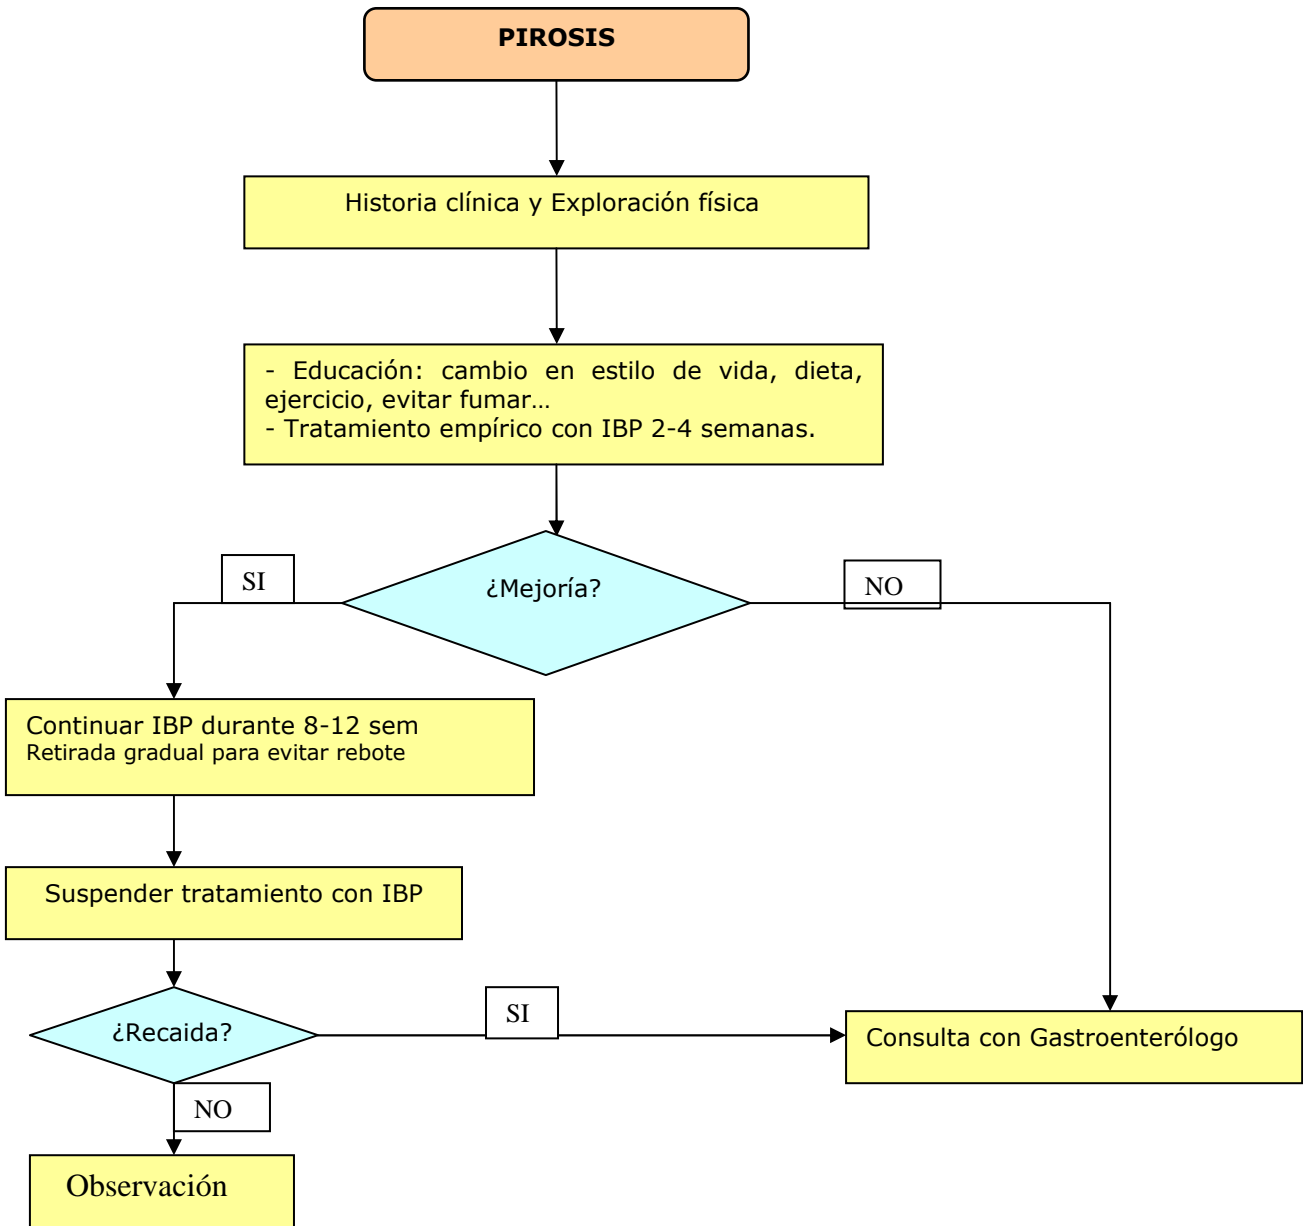 PIROSIS
Historia clínica y Exploración física
- Educación: cambio en estilo de vida, dieta,
ejercicio, evitar fumar…
- Tratamiento empírico con IBP 2-4 semanas.
¿Mejoría?
SI
NO
Continuar IBP durante 8-12 sem
Retirada gradual para evitar rebote
Suspender tratamiento con IBP
¿Recaida?
SI
Consulta con Gastroenterólogo
NO
Observación